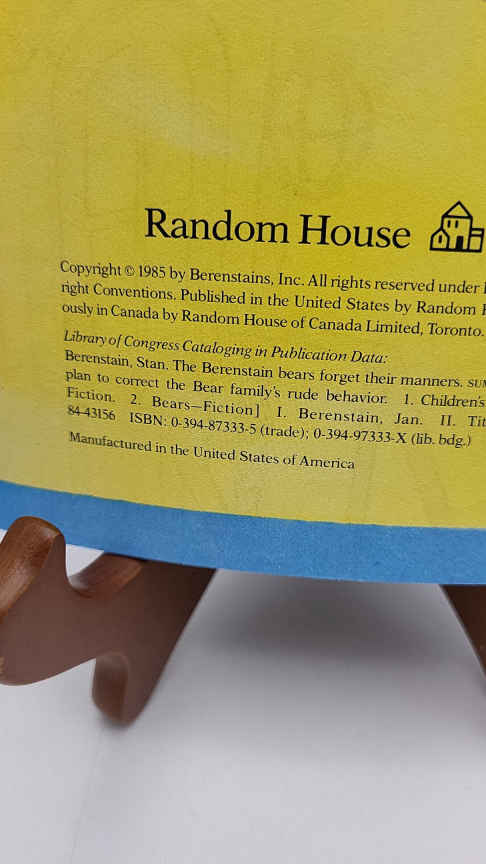 Random House
Copyright © 1985 by Berenstains, Inc. All rights reserved under
right Conventions. Published in the United States by Random
ously in Canada by Random House of Canada Limited, Toronto.
Library of Congress Cataloging in Publication Data:
Berenstain, Stan. The Berenstain bears forget their manners. SUM
plan to correct the Bear family's rude behavior. 1. Children's
Fiction. 2. Bears—Fiction] I. Berenstain, Jan. II. Tit
84-43156 ISBN: 0-394-87333-5 (trade); 0-394-97333-X (lib. bdg.)
Manufactured in the United States of America